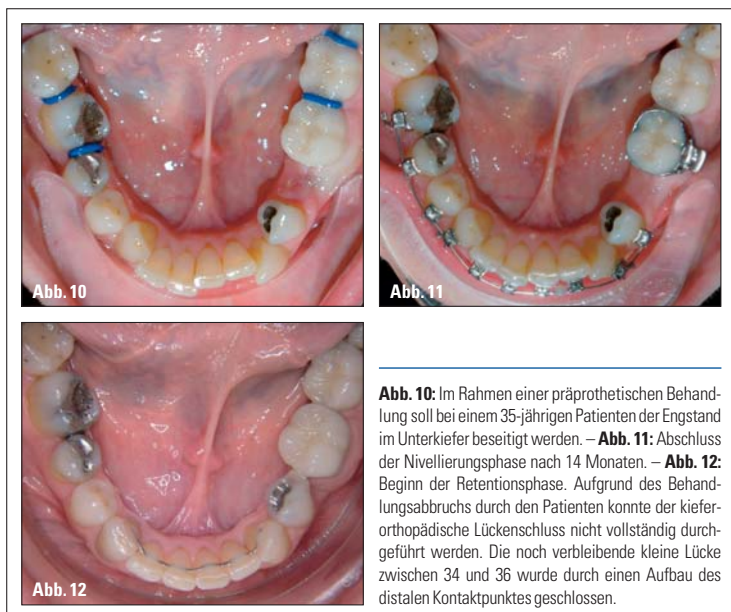 Abb. 10
Abb. 11
Abb. 12
Abb. 10: Im Rahmen einer präprothetischen Behand-
lung soll bei einem 35-jährigen Patienten der Engstand
im Unterkiefer beseitigt werden. – Abb. 11: Abschluss
der Nivellierungsphase nach 14 Monaten. – Abb. 12:
Beginn der Retentionsphase. Aufgrund des Behand-
lungsabbruchs durch den Patienten konnte der kiefer-
orthopädische Lückenschluss nicht vollständig durch-
geführt werden. Die noch verbleibende kleine Lücke
zwischen 34 und 36 wurde durch einen Aufbau des
distalen Kontaktpunktes geschlossen.